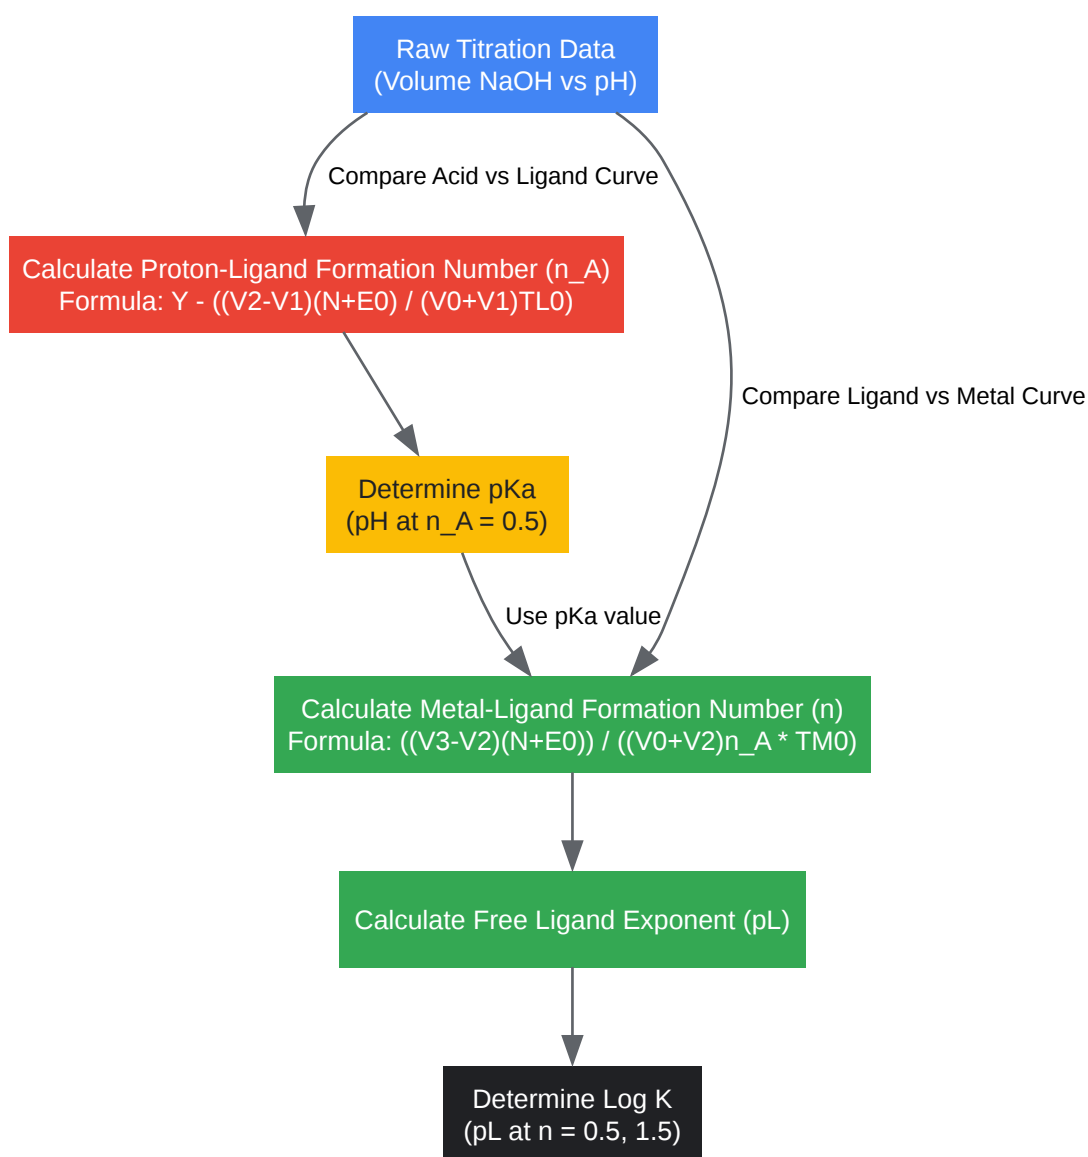 Raw Titration Data
(Volume NaOH vs pH)
Compare Acid vs Ligand Curve
Calculate Proton-Ligand Formation Number (n_A)
Formula: Y - ((V2-V1)(N+E0) / (V0+V1)TL0)
Compare Ligand vs Metal Curve
Determine pKa
(pH at n_A = 0.5)
Use pKa value
Calculate Metal-Ligand Formation Number (n)
Formula: ((V3-V2)(N+E0)) / ((V0+V2)n_A * TM0)
Calculate Free Ligand Exponent (pL)
Determine Log K
(pL at n = 0.5, 1.5)